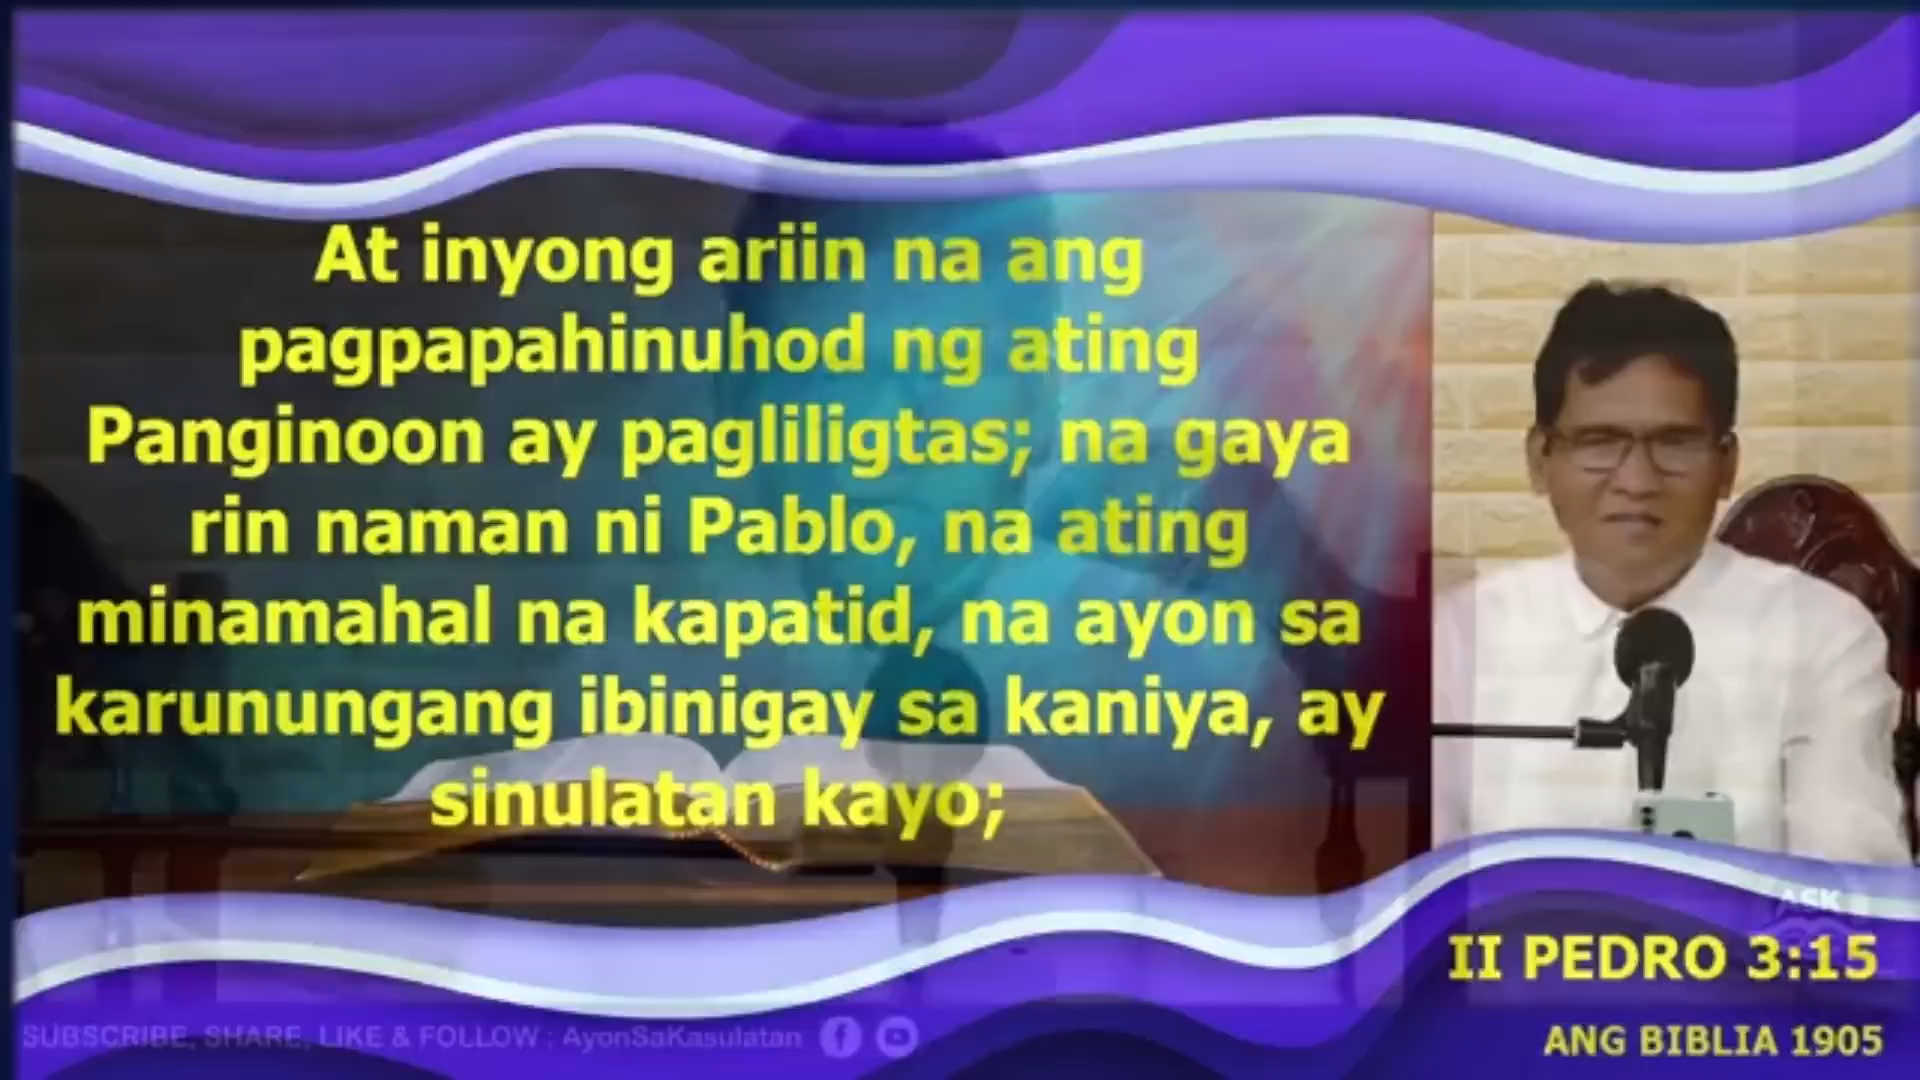 At inyong ariin na ang
pagpapahinuhod ng ating
Panginoon ay pagliligtas; na gaya
rin naman ni Pablo, na ating
minamahal na kapatid, na ayon sa
karunungang ibinigay sa kaniya, ay
sinulatan kayo;
ASK
II PEDRO 3:15
SUBSCRIBE, SHARE, LIKE & FOLLOW : AyonSaKasulatan
ANG BIBLIA 1905